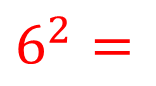 6² =